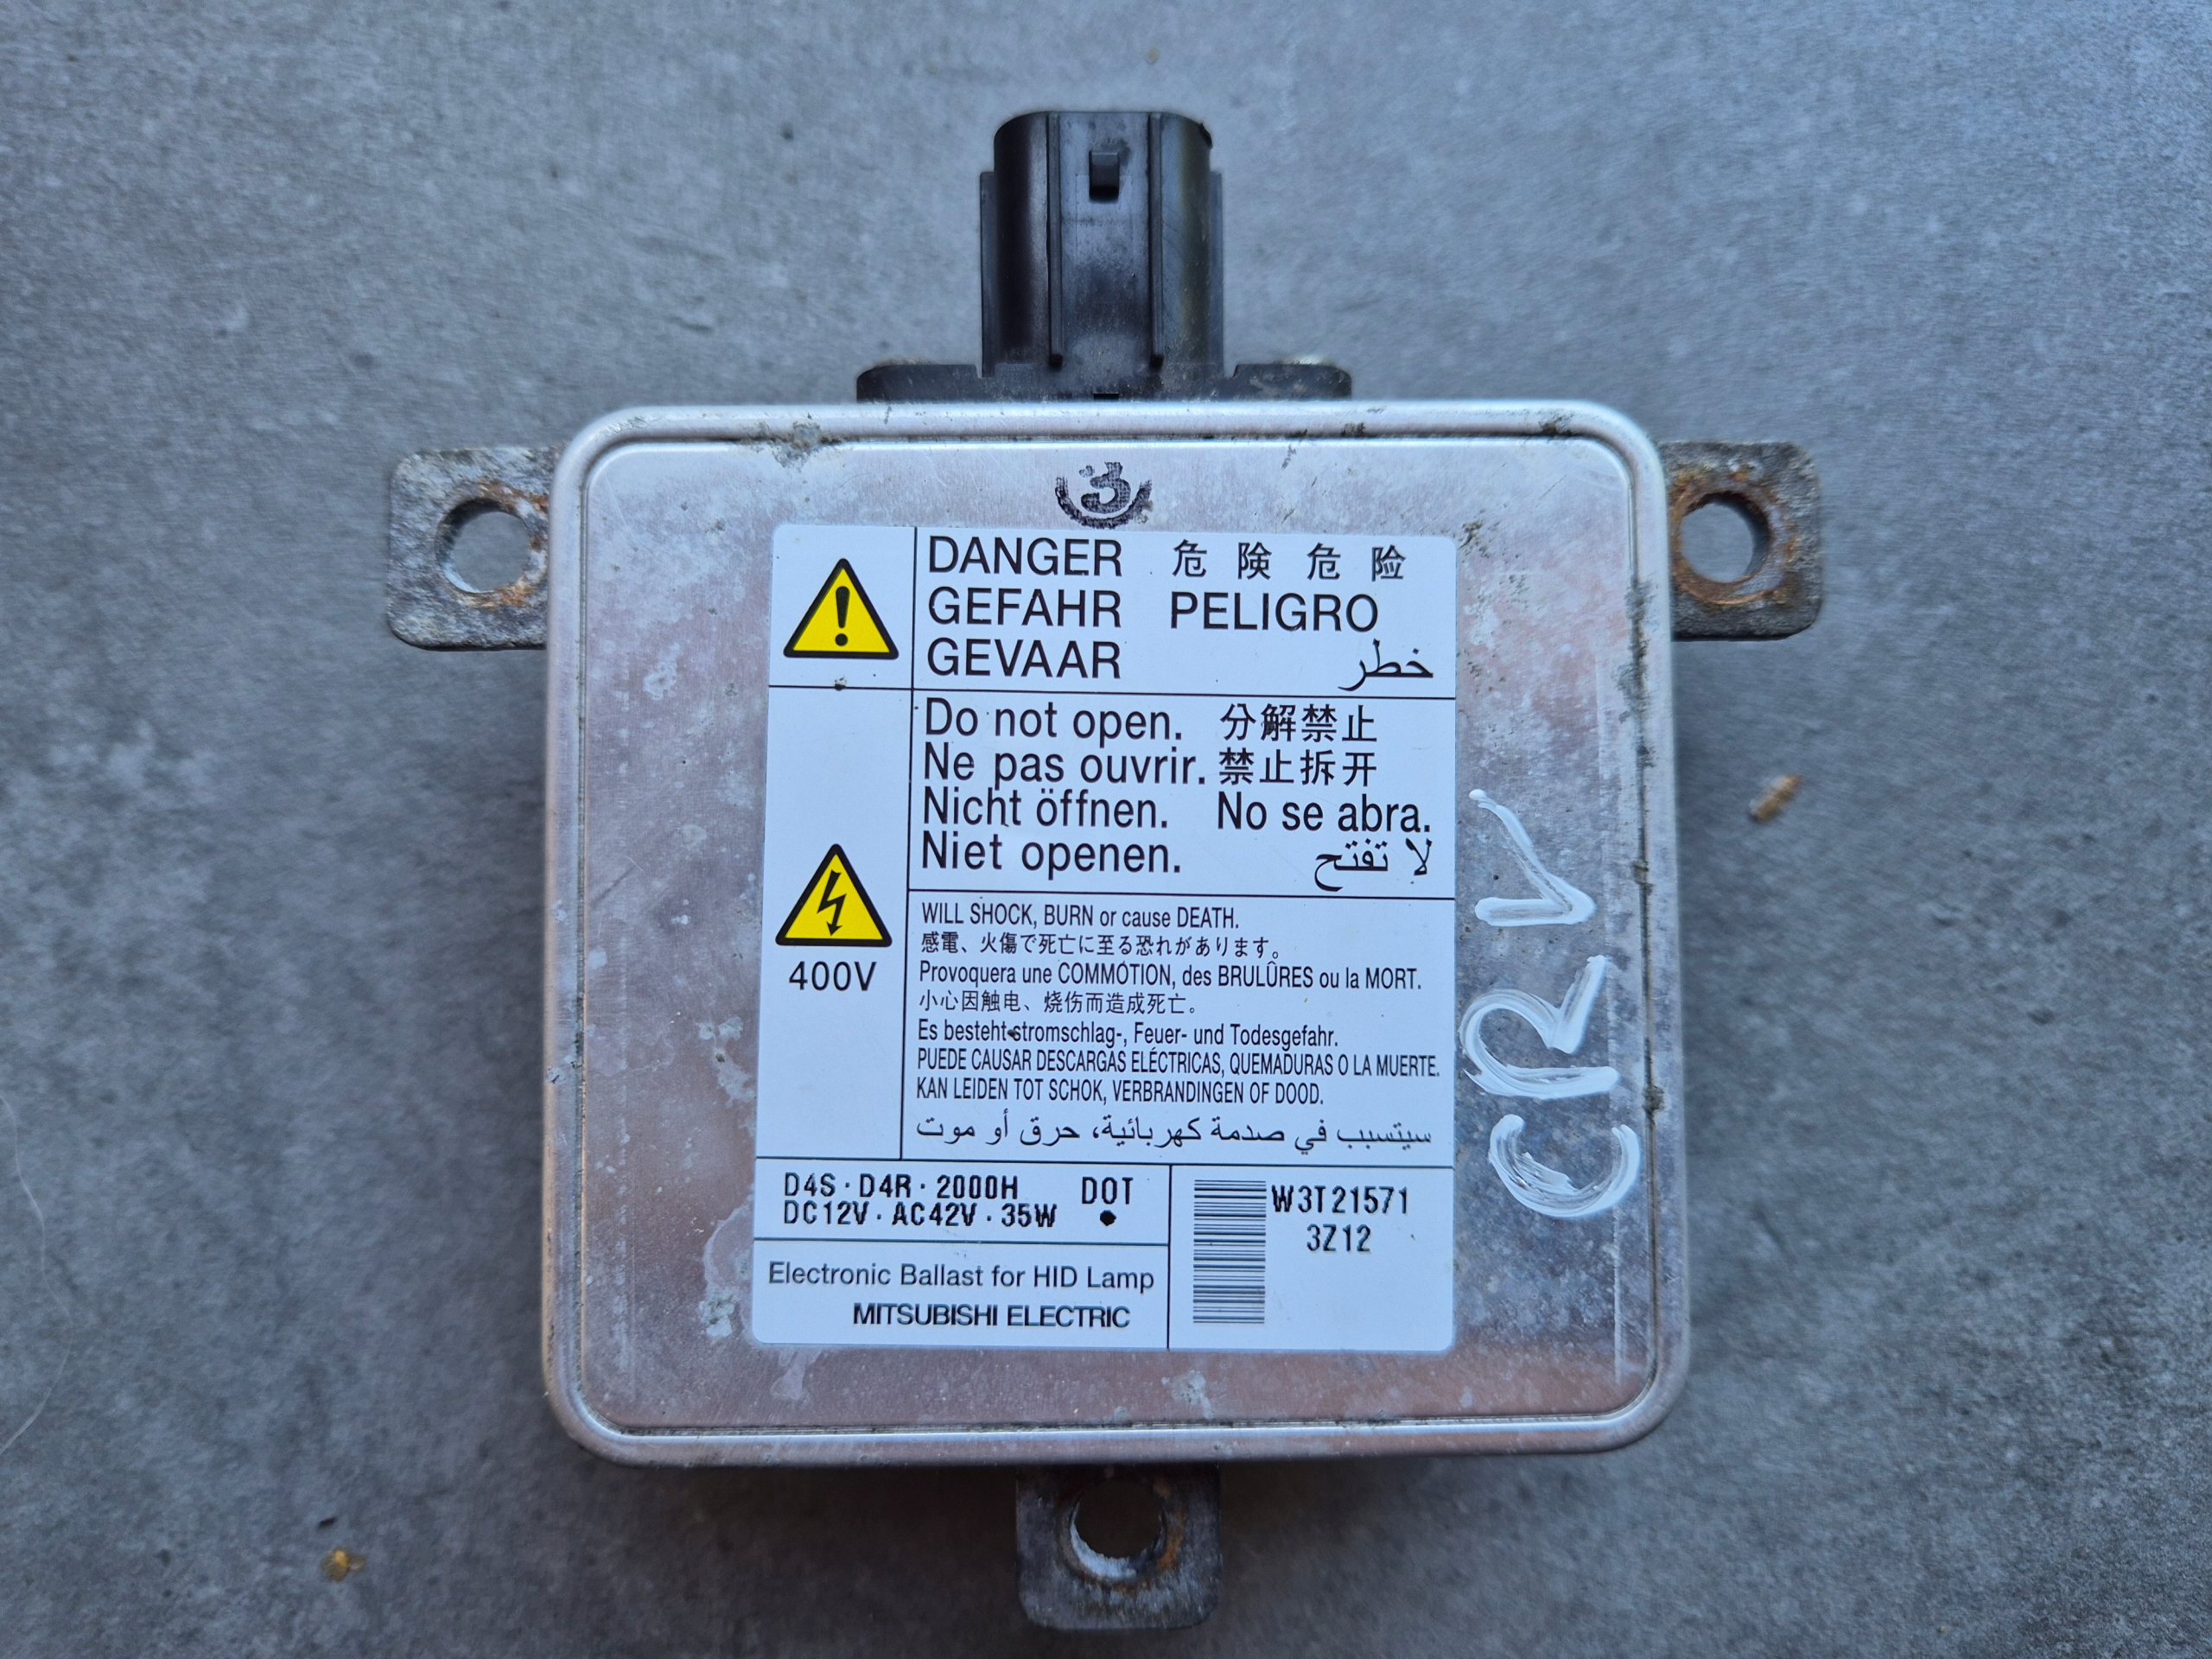 3
DANGER 危険危险
GEFAHR PELIGRO
GEVAAR خطر
Do not open. 分解禁止
Ne pas ouvrir. 禁止拆开
Nicht öffnen. No se abra.
Niet openen. لا تفتح
400V
WILL SHOCK, BURN or cause DEATH.
感電、火傷で死亡に至る恐れがあります。
Provoquera une COMMOTION, des BRULÛRES ou la MORT.
小心因触电、烧伤而造成死亡。
Es besteht stromschlag-, Feuer- und Todesgefahr.
PUEDE CAUSAR DESCARGAS ELÉCTRICAS, QUEMADURAS O LA MUERTE.
KAN LEIDEN TOT SCHOK, VERBRANDINGEN OF DOOD.
سيتسبب في صدمة كهربائية، حرق أو موت
D4S·D4R·2000H DOT
DC12V·AC42V·35W
Electronic Ballast for HID Lamp
MITSUBISHI ELECTRIC
W3T21571
3Z12
CRV